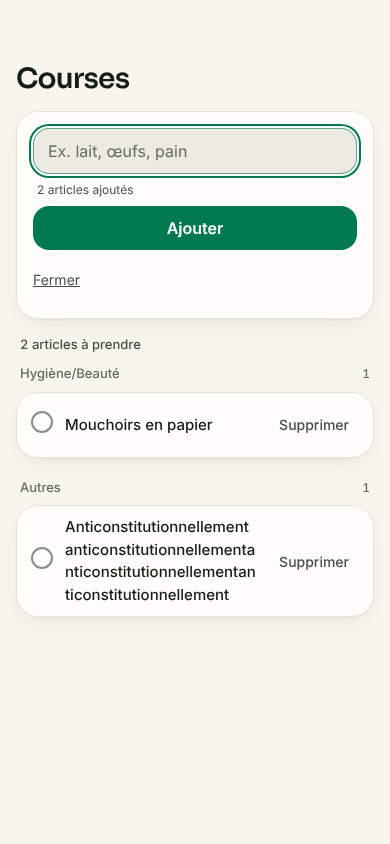 Courses
Ex. lait, œufs, pain
2 articles ajoutés
Ajouter
Fermer
2 articles à prendre
Hygiène/Beauté 1
Mouchoirs en papier Supprimer
Autres 1
Anticonstitutionnellement
anticonstitutionnellementa
nticonstitutionnellementan
ticonstitutionnellement
Supprimer